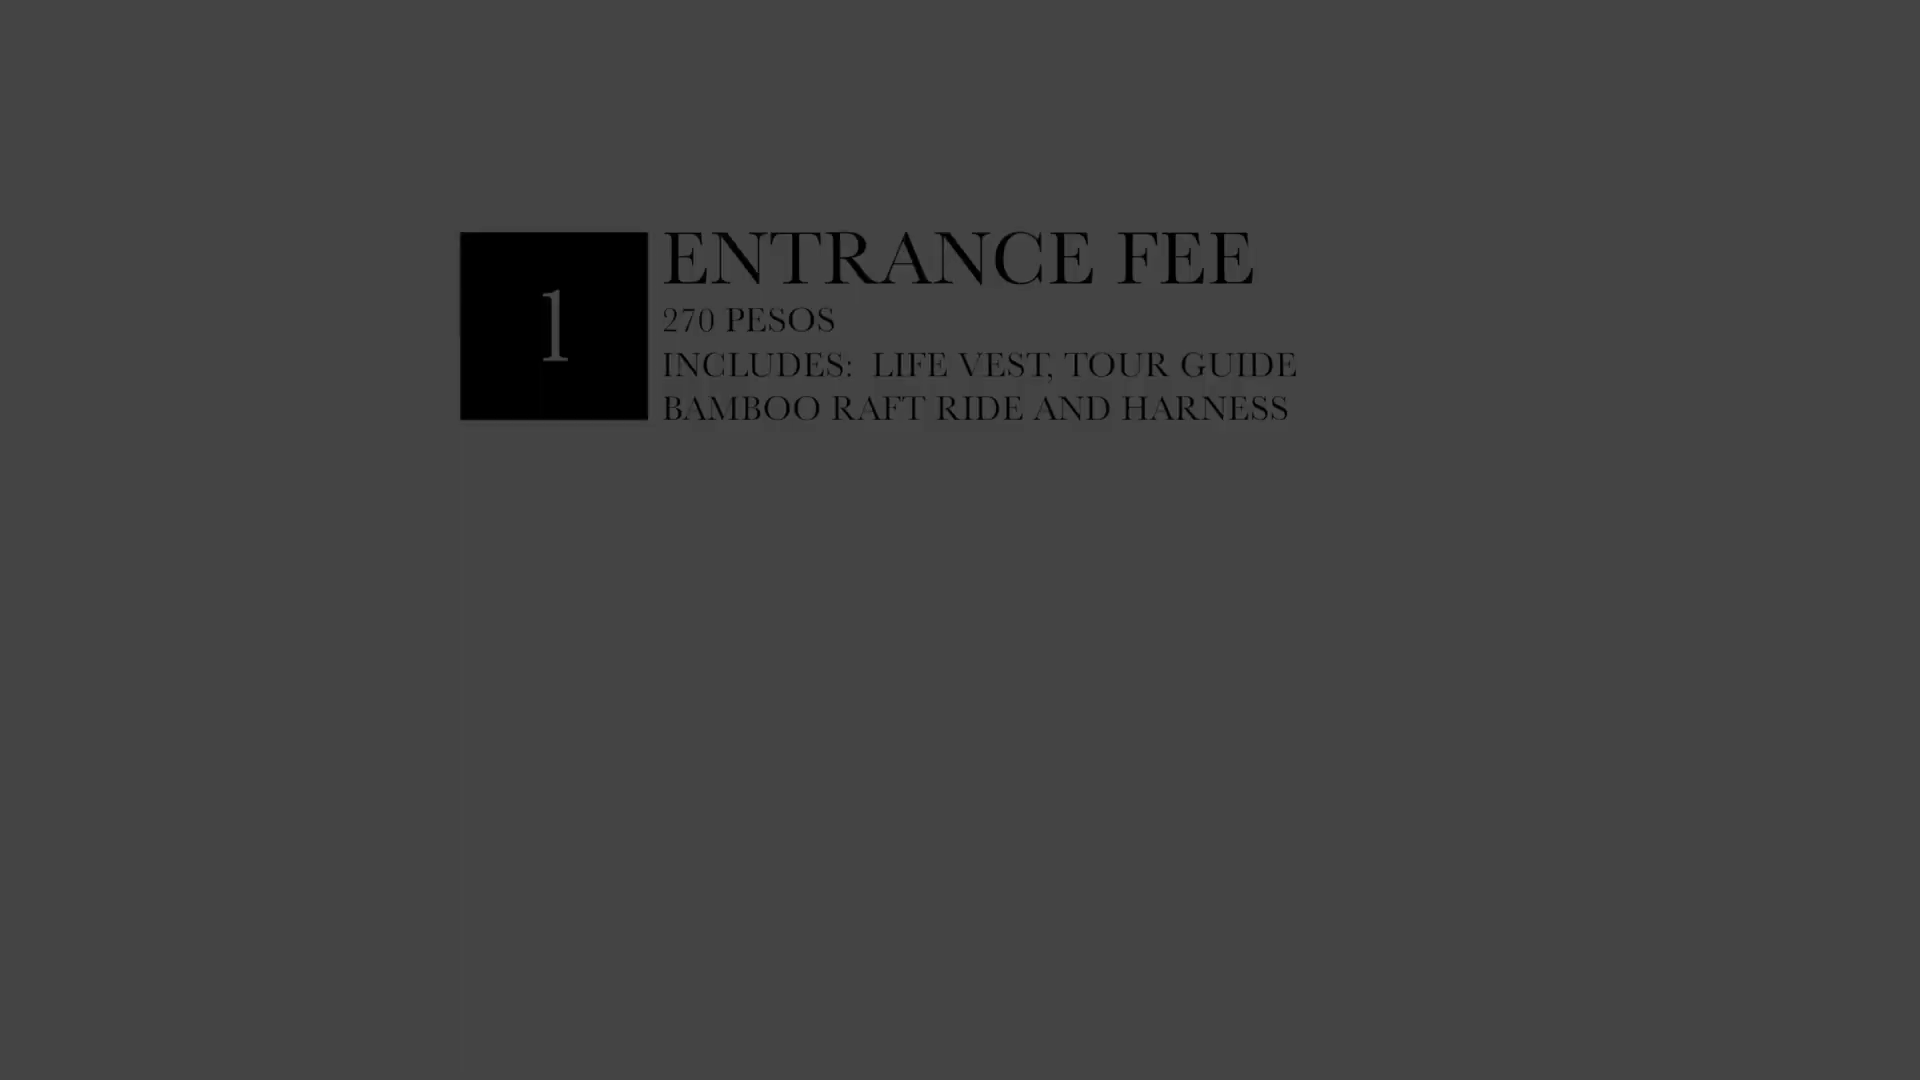 1
ENTRANCE FEE
270 PESOS
INCLUDES: LIFE VEST, TOUR GUIDE
BAMBOO RAFT RIDE AND HARNESS